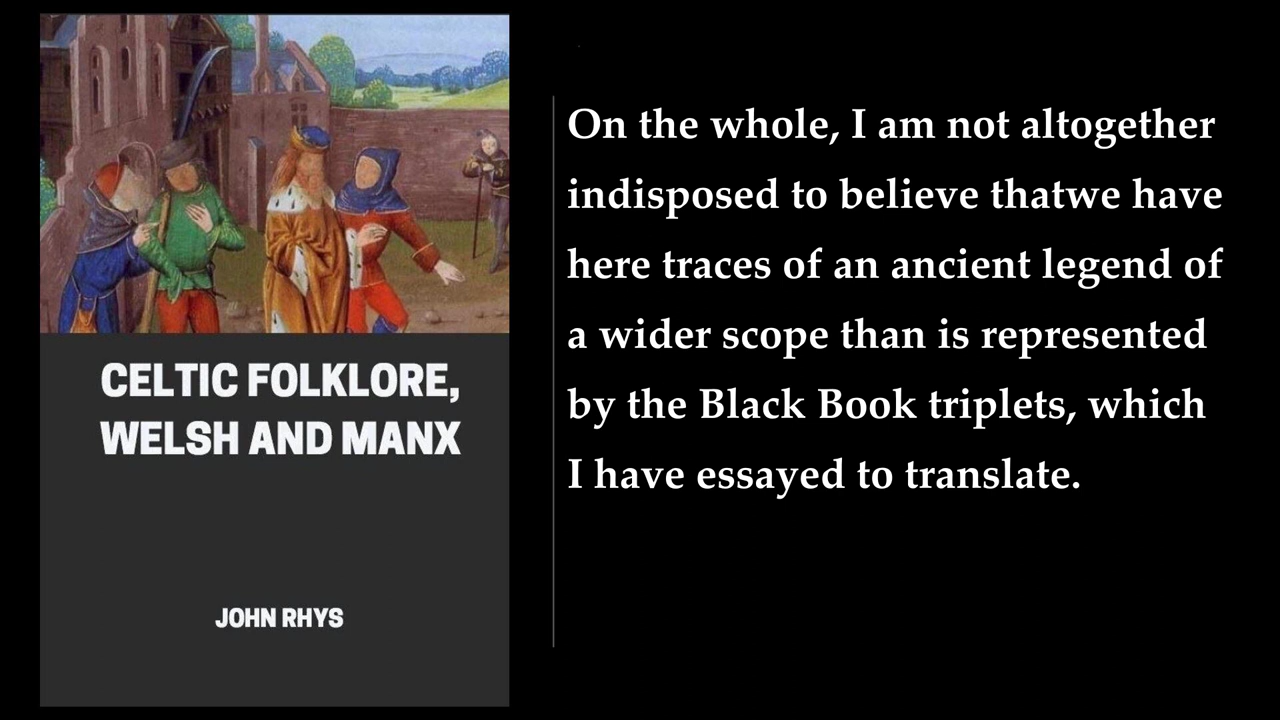 CELTIC FOLKLORE,
WELSH AND MANX
JOHN RHYS
On the whole, I am not altogether
indisposed to believe thatwe have
here traces of an ancient legend of
a wider scope than is represented
by the Black Book triplets, which
I have essayed to translate.